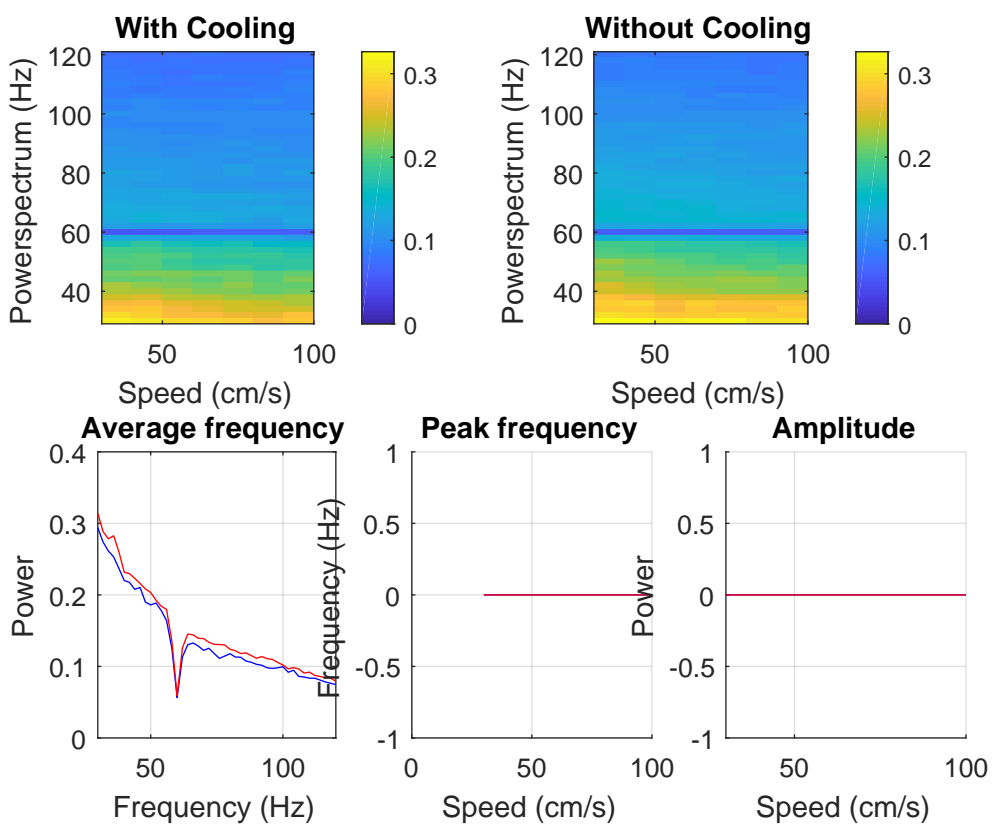 With Cooling
Powerspectrum (Hz)
120
100
80
60
40
50
100
Speed (cm/s)
0.3
0.2
0.1
0
Without Cooling
Powerspectrum (Hz)
120
100
80
60
40
50
100
Speed (cm/s)
0.3
0.2
0.1
0
Average frequency
Power
0.4
0.3
0.2
0.1
0
50
100
Frequency (Hz)
Peak frequency
Frequency (Hz)
1
0.5
0
-0.5
-1
0
50
100
Speed (cm/s)
Amplitude
Power
1
0.5
0
-0.5
-1
50
100
Speed (cm/s)